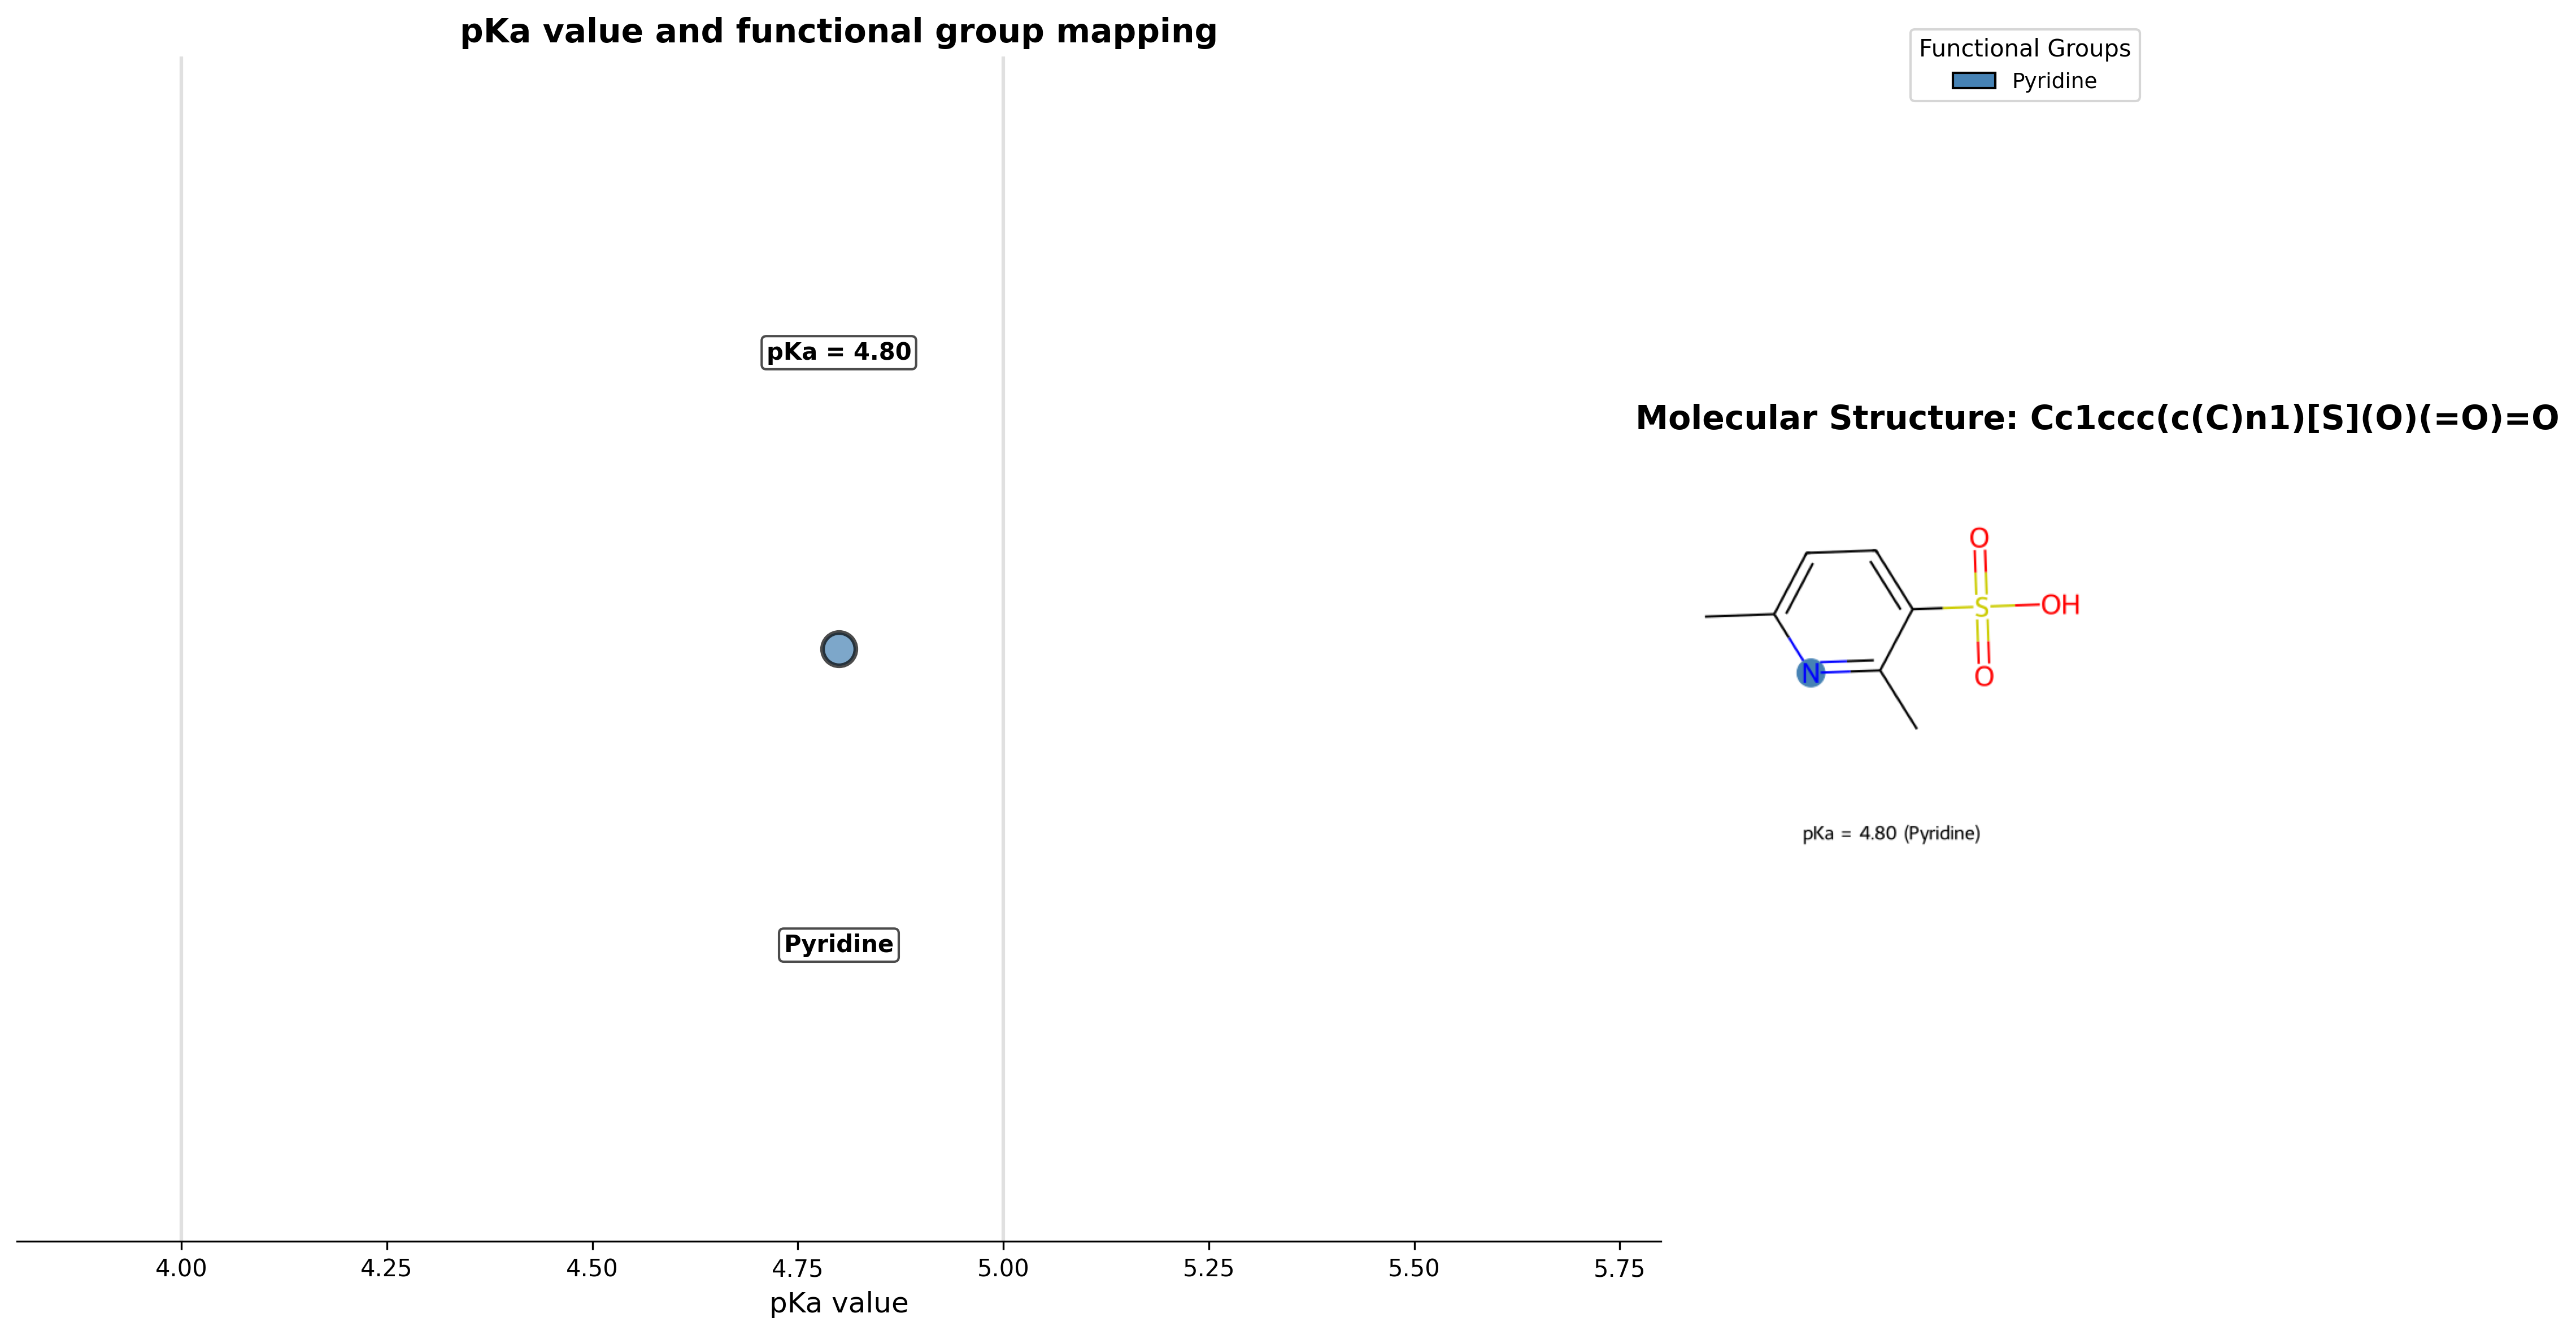 pKa value and functional group mapping
Functional Groups
Pyridine
pKa = 4.80
Molecular Structure: Cc1ccc(c(C)n1)[S](O)(=O)=O
O
S
OH
N
O
pKa = 4.80 (Pyridine)
Pyridine
4.00 4.25 4.50 4.75 5.00 5.25 5.50 5.75
pKa value